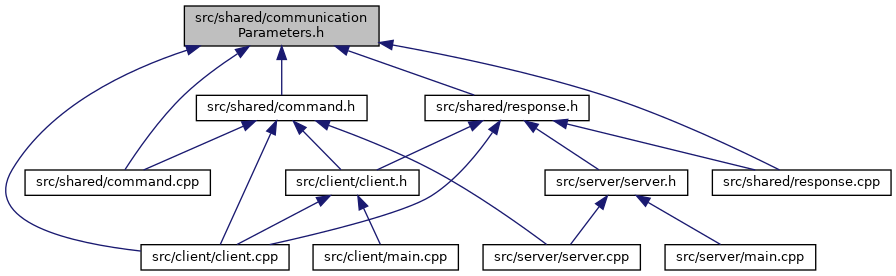 src/shared/communication
Parameters.h
src/shared/command.h
src/shared/response.h
src/shared/command.cpp
src/client/client.h
src/server/server.h
src/shared/response.cpp
src/client/client.cpp
src/client/main.cpp
src/server/server.cpp
src/server/main.cpp